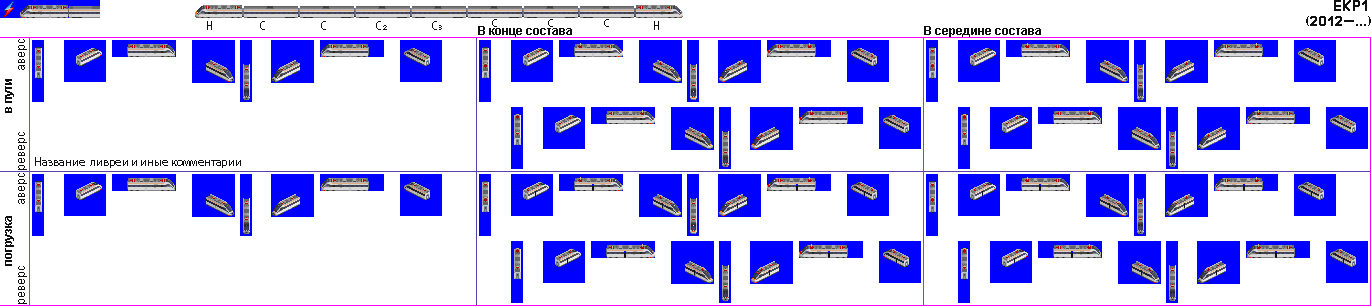 ЕКР1
(2012–...)
Н С С С₂ С₃ С С С Н
В конце состава
В середине состава
аверс
в пути
реверс
Название ливреи и иные комментарии
аверс
погрузка
реверс